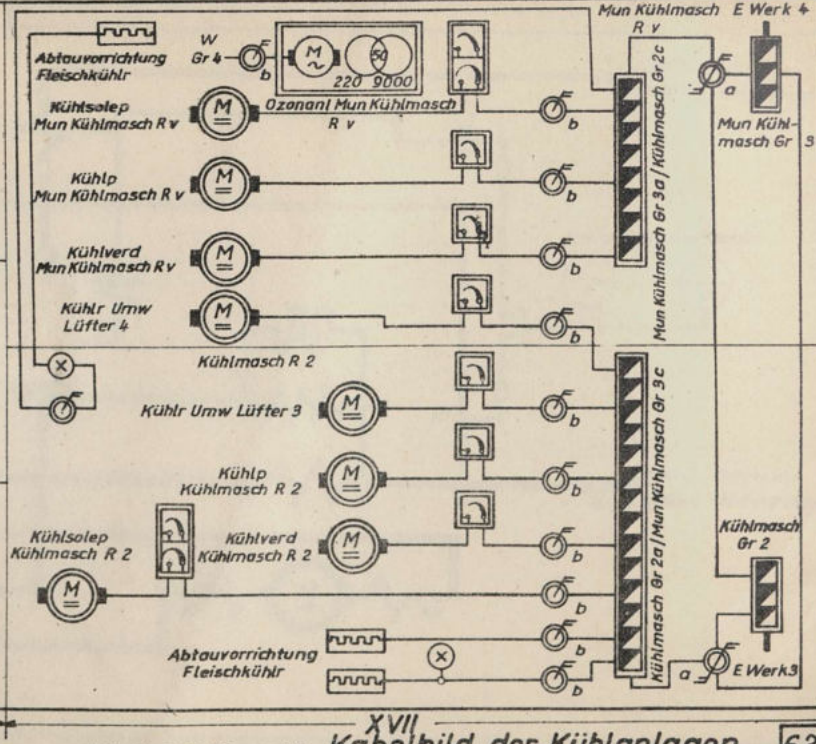 Mun Kühlmasch
R v
E Werk 4
Abtauvorrichtung
Fleischkühlr
W
Gr 4
b
M
~
50
220 9000
Ozonanl Mun Kühlmasch
R v
a
Mun Kühl-
masch Gr 3
Kühlsolep
Mun Kühlmasch R v
M
b
Kühlp
Mun Kühlmasch R v
M
b
Mun Kühlmasch Gr 3a/Kühlmasch Gr 2c
Kühlverd
Mun Kühlmasch R v
M
b
Kühlr Umw
Lüfter 4
M
b
Kühlmasch R 2
Kühlr Umw Lüfter 3
M
b
Kühlp
Kühlmasch R 2
M
b
Kühlmasch Gr 2a/Mun Kühlmasch Gr 3c
Kühlsolep
Kühlmasch R 2
M
Kühlverd
Kühlmasch R 2
M
b
b
Kühlmasch
Gr 2
Abtauvorrichtung
Fleischkühlr
b
b
a
E Werk 3
XVII
Kabelbild der Kühlanlagen